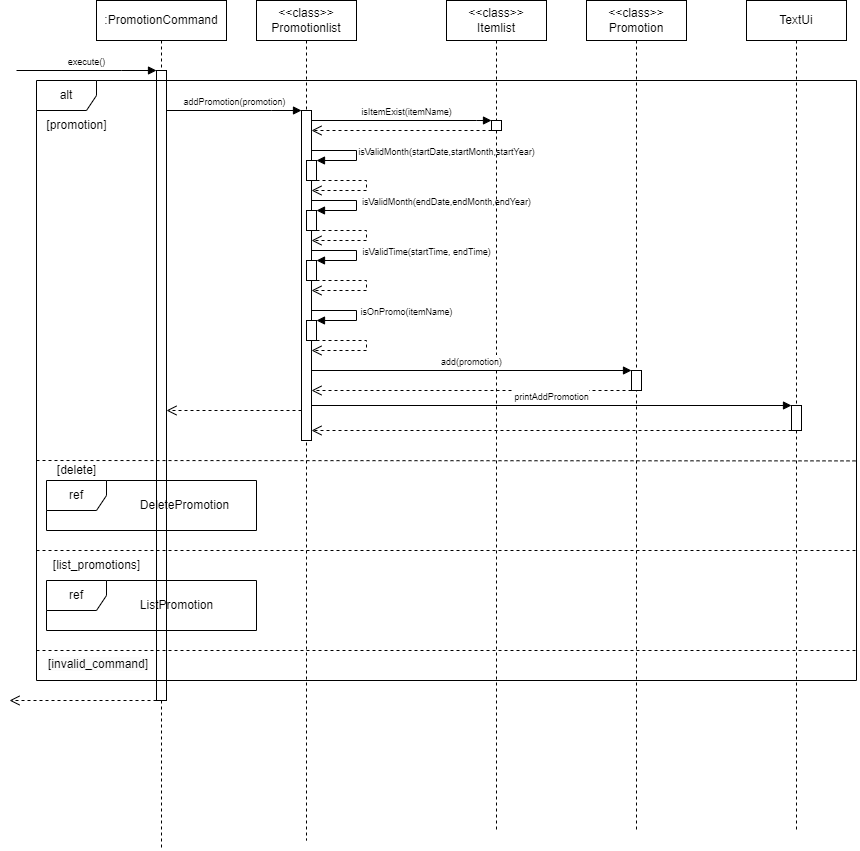 :PromotionCommand
<<class>>
Promotionlist
<<class>>
Itemlist
<<class>>
Promotion
TextUi
execute()
alt
addPromotion(promotion)
isItemExist(itemName)
[promotion]
isValidMonth(startDate,startMonth,startYear)
isValidMonth(endDate,endMonth,endYear)
isValidTime(startTime, endTime)
isOnPromo(itemName)
add(promotion)
printAddPromotion
[delete]
ref
DeletePromotion
[list_promotions]
ref
ListPromotion
[invalid_command]